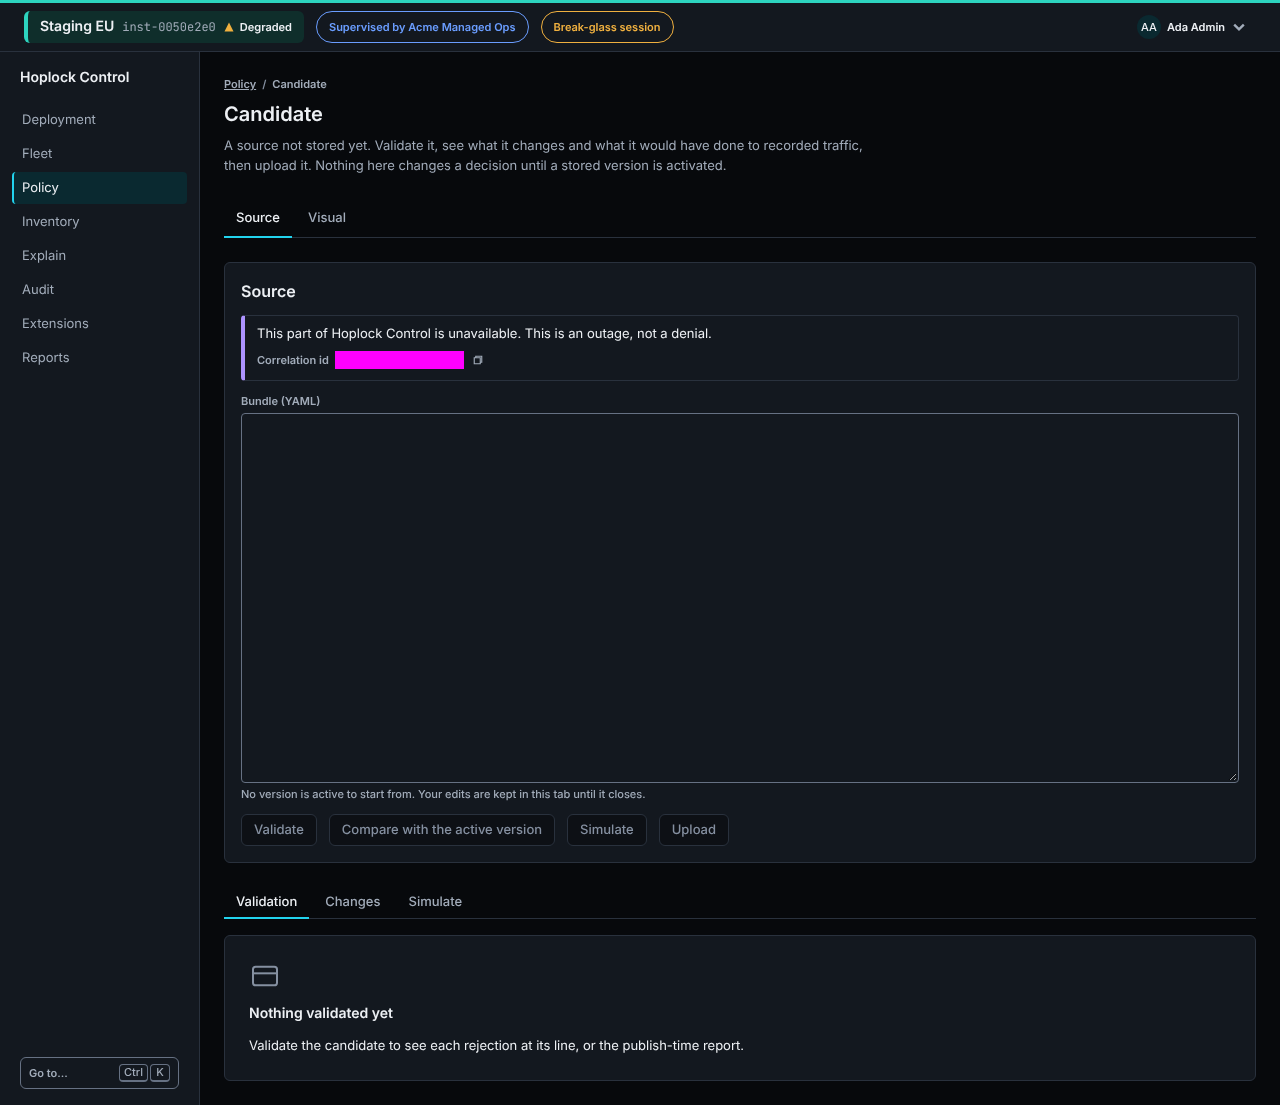 Staging EU inst-0050e2e0 Degraded
Supervised by Acme Managed Ops
Break-glass session
AA Ada Admin
Hoplock Control
Deployment
Fleet
Policy
Inventory
Explain
Audit
Extensions
Reports
Go to...
Ctrl K
Policy / Candidate
Candidate
A source not stored yet. Validate it, see what it changes and what it would have done to recorded traffic,
then upload it. Nothing here changes a decision until a stored version is activated.
Source Visual
Source
This part of Hoplock Control is unavailable. This is an outage, not a denial.
Correlation id
Bundle (YAML)
No version is active to start from. Your edits are kept in this tab until it closes.
Validate Compare with the active version Simulate Upload
Validation Changes Simulate
Nothing validated yet
Validate the candidate to see each rejection at its line, or the publish-time report.